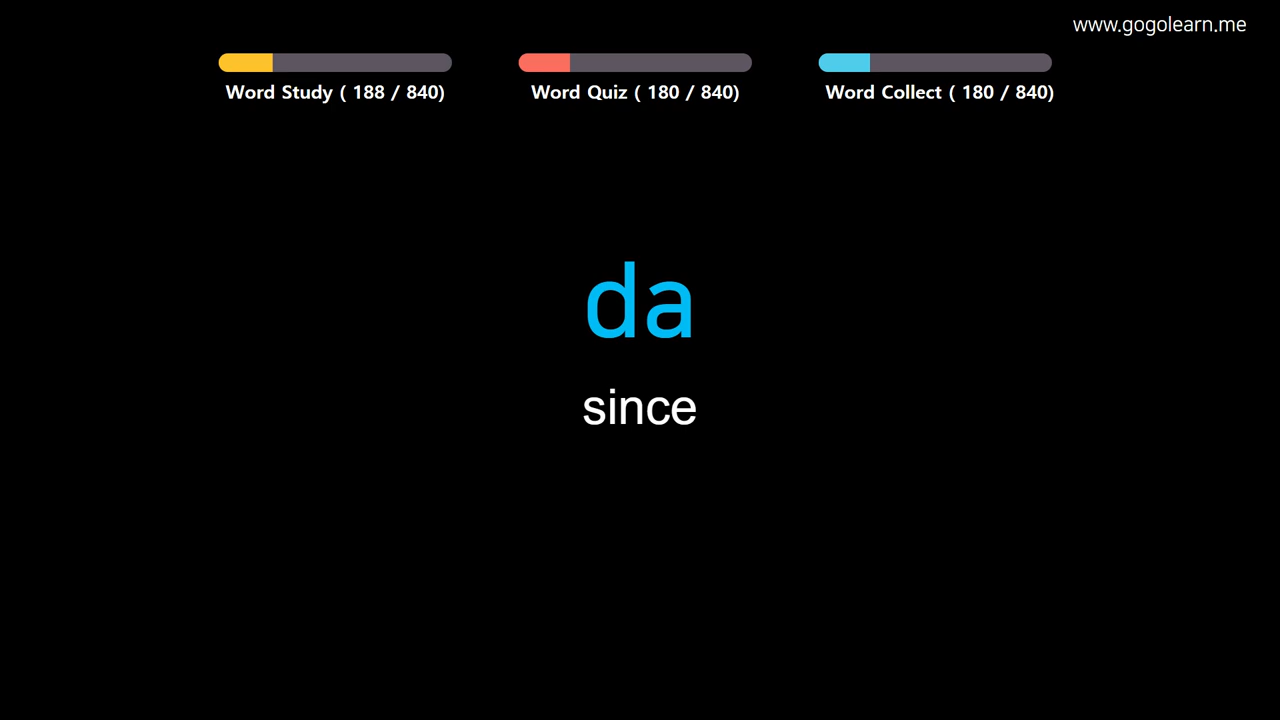 www.gogolearn.me
Word Study ( 188 / 840)
Word Quiz ( 180 / 840)
Word Collect ( 180 / 840)
da
since